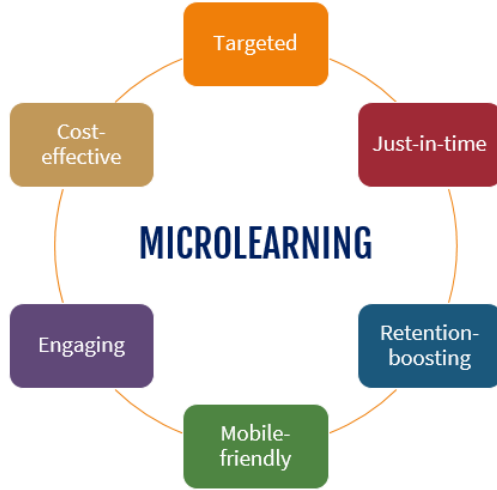 Targeted
Just-in-time
Retention-
boosting
Mobile-
friendly
Engaging
Cost-
effective
MICROLEARNING